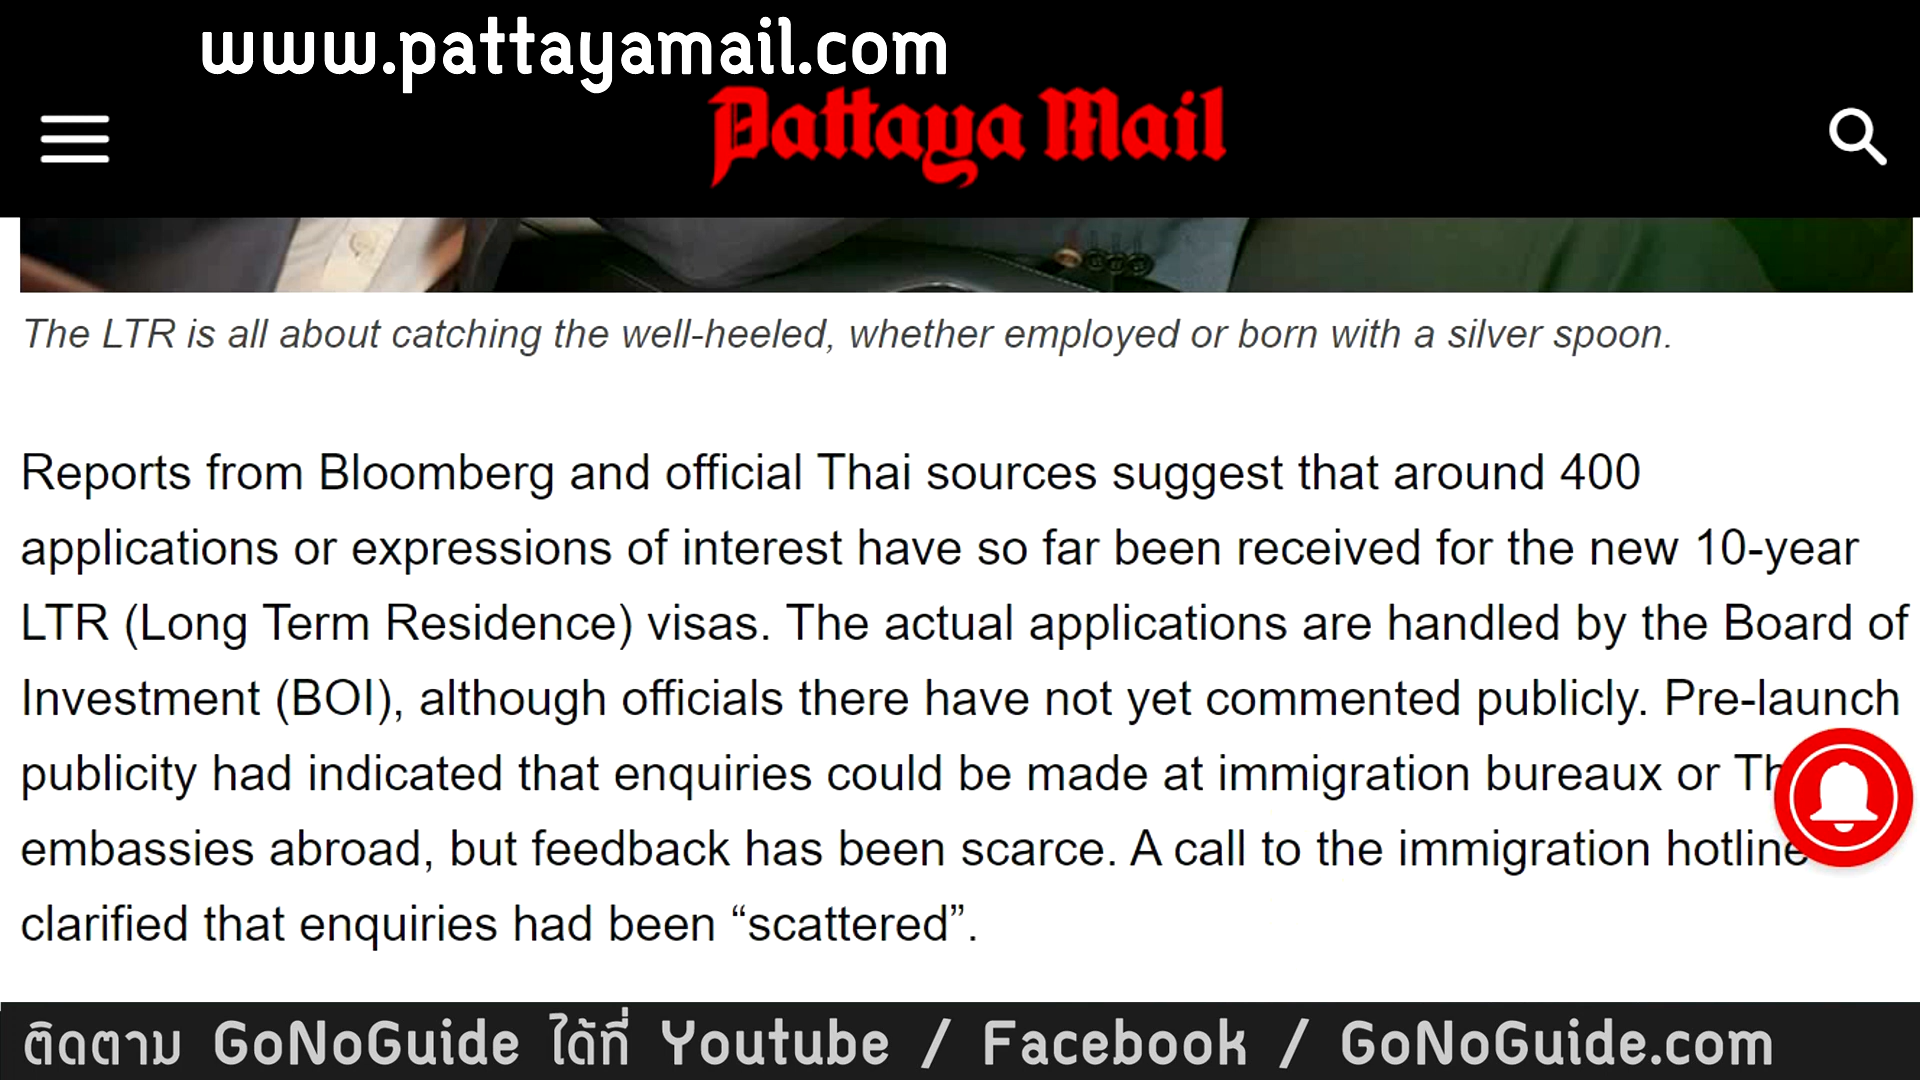 www.pattayamail.com
Pattaya Mail
The LTR is all about catching the well-heeled, whether employed or born with a silver spoon.
Reports from Bloomberg and official Thai sources suggest that around 400
applications or expressions of interest have so far been received for the new 10-year
LTR (Long Term Residence) visas. The actual applications are handled by the Board of
Investment (BOI), although officials there have not yet commented publicly. Pre-launch
publicity had indicated that enquiries could be made at immigration bureaux or
embassies abroad, but feedback has been scarce. A call to the immigration hotline
clarified that enquiries had been “scattered”.
ติดตาม GoNoGuide ได้ที่ Youtube / Facebook / GoNoGuide.com